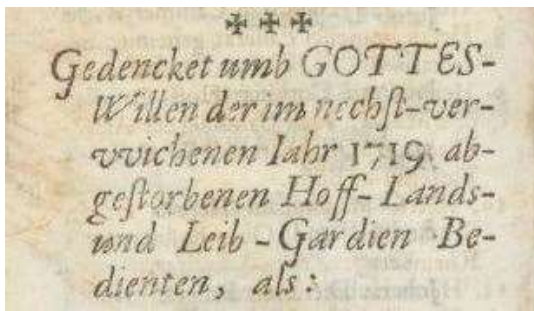 ✠ ✠ ✠
Gedencket umb GOTTES-
Willen der im nechſt-ver-
vvichenen Iahr 1719. ab-
geſtorbenen Hoff-Lands-
und Leib-Gardien Be-
dienten, als: